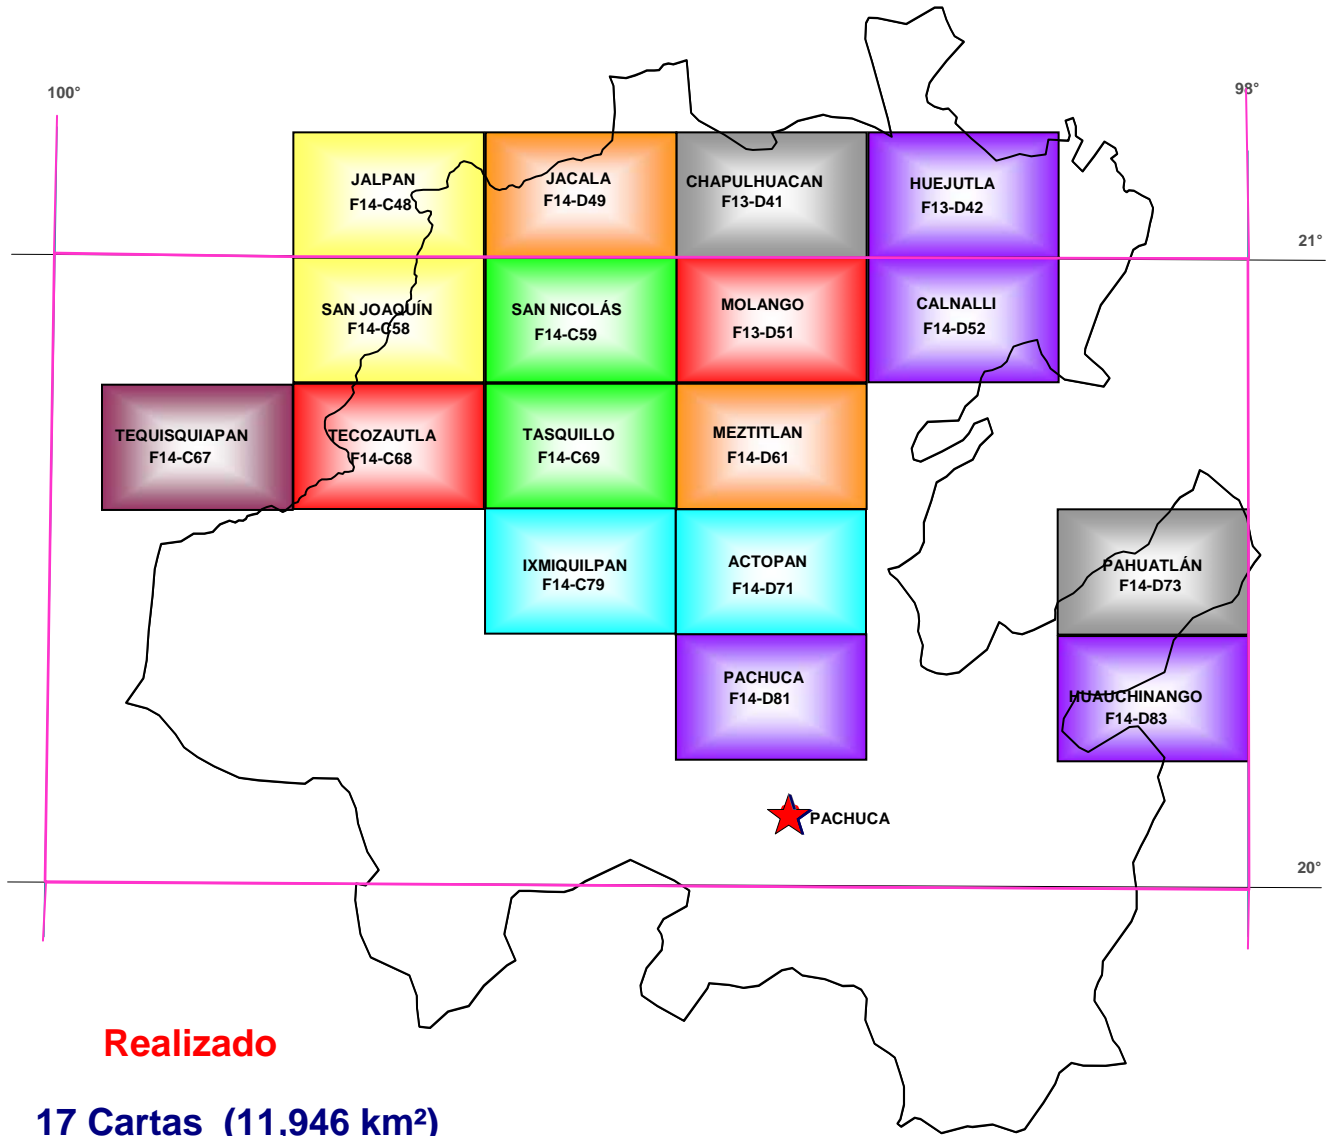 100°
98°
JALPAN
F14-C48
JACALA
F14-D49
CHAPULHUACAN
F13-D41
HUEJUTLA
F13-D42
21°
SAN JOAQUÍN
F14-C58
SAN NICOLÁS
F14-C59
MOLANGO
F13-D51
CALNALLI
F14-D52
TEQUISQUIAPAN
F14-C67
TECOZAUTLA
F14-C68
TASQUILLO
F14-C69
MEZTITLAN
F14-D61
IXMIQUILPAN
F14-C79
ACTOPAN
F14-D71
PAHUATLÁN
F14-D73
PACHUCA
F14-D81
HUAUCHINANGO
F14-D83
PACHUCA
20°
Realizado
17 Cartas (11,946 km²)